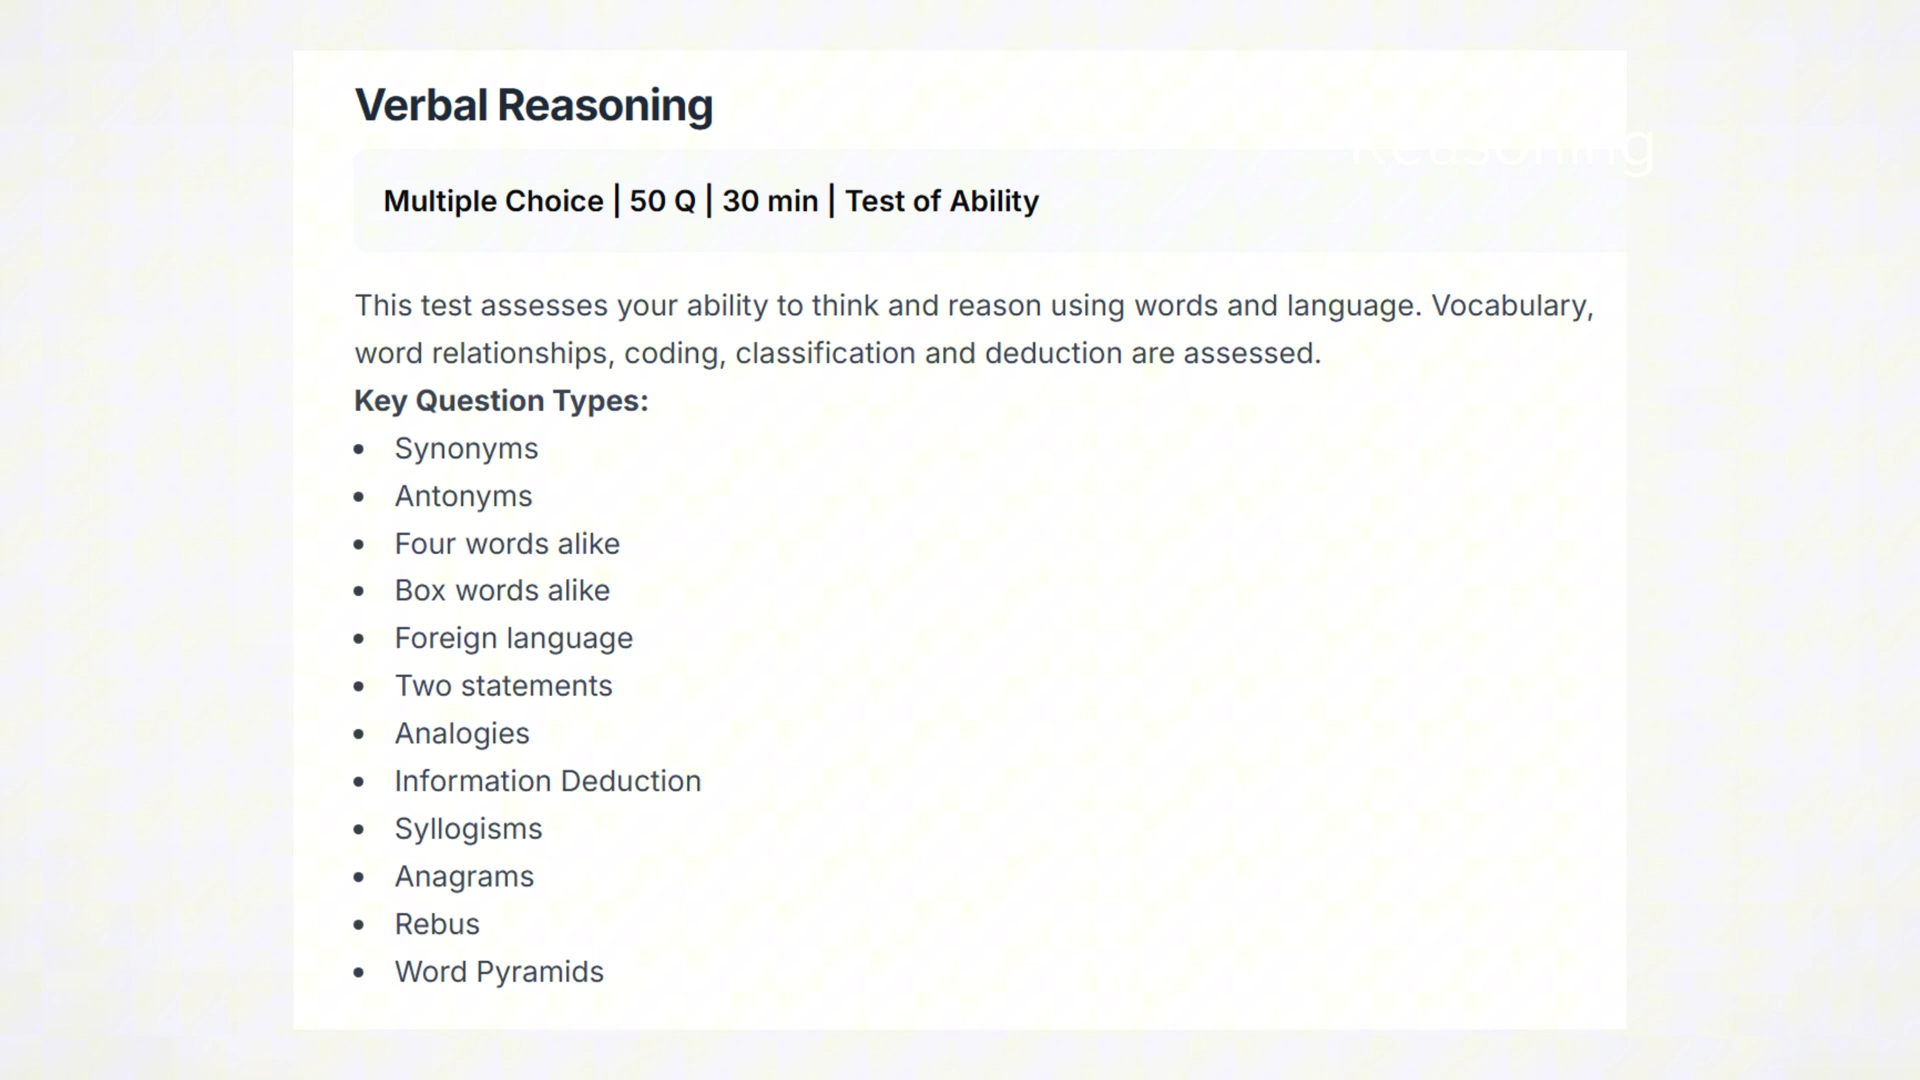 Verbal Reasoning
Reasoning
Multiple Choice | 50 Q | 30 min | Test of Ability
This test assesses your ability to think and reason using words and language. Vocabulary,
word relationships, coding, classification and deduction are assessed.
Key Question Types:
• Synonyms
• Antonyms
• Four words alike
• Box words alike
• Foreign language
• Two statements
• Analogies
• Information Deduction
• Syllogisms
• Anagrams
• Rebus
• Word Pyramids